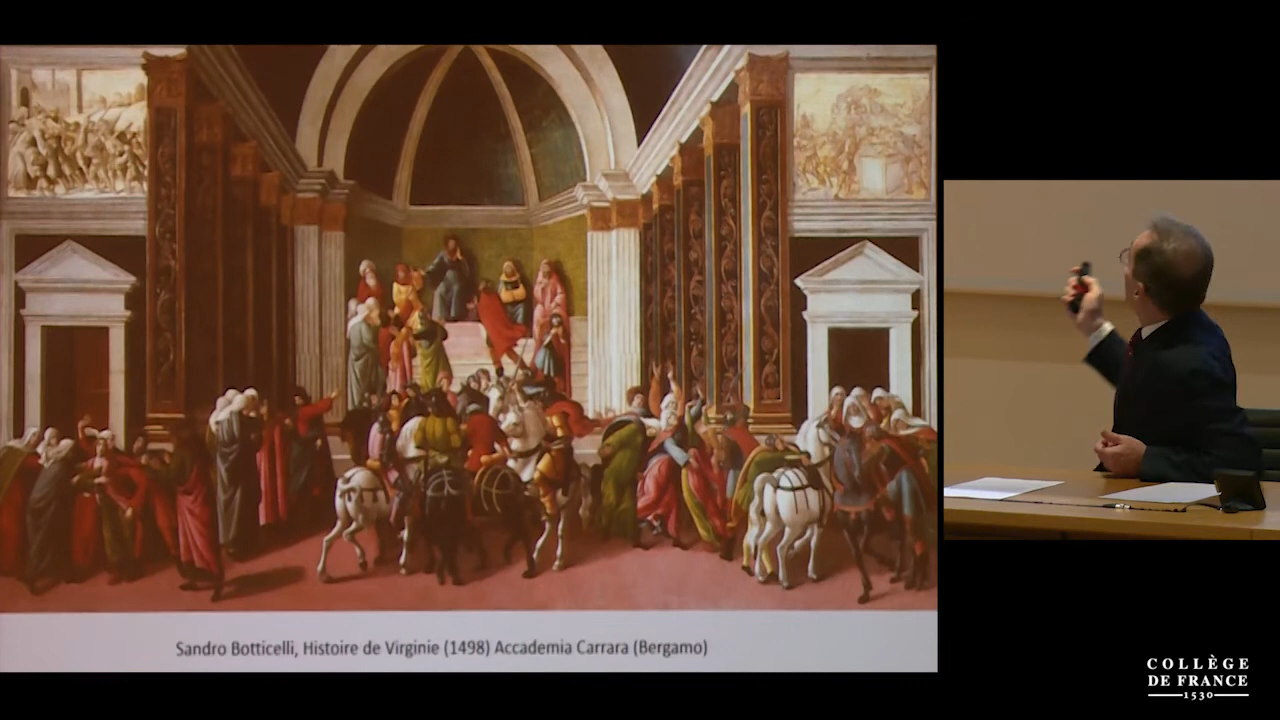 Sandro Botticelli, Histoire de Virginie (1498) Accademia Carrara (Bergamo)
COLLÈGE
DE FRANCE
1530